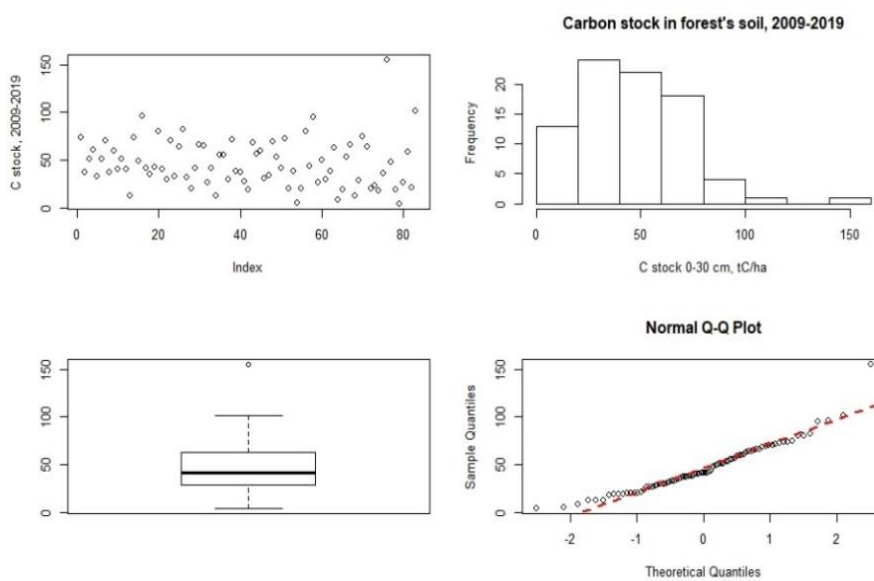 C stock, 2009-2019
150
100
50
0
0 20 40 60 80
Index
Carbon stock in forest's soil, 2009-2019
Frequency
20
15
10
5
0
0 50 100 150
C stock 0-30 cm, tC/ha
150
100
50
0
Normal Q-Q Plot
Sample Quantiles
150
100
50
0
-2 -1 0 1 2
Theoretical Quantiles